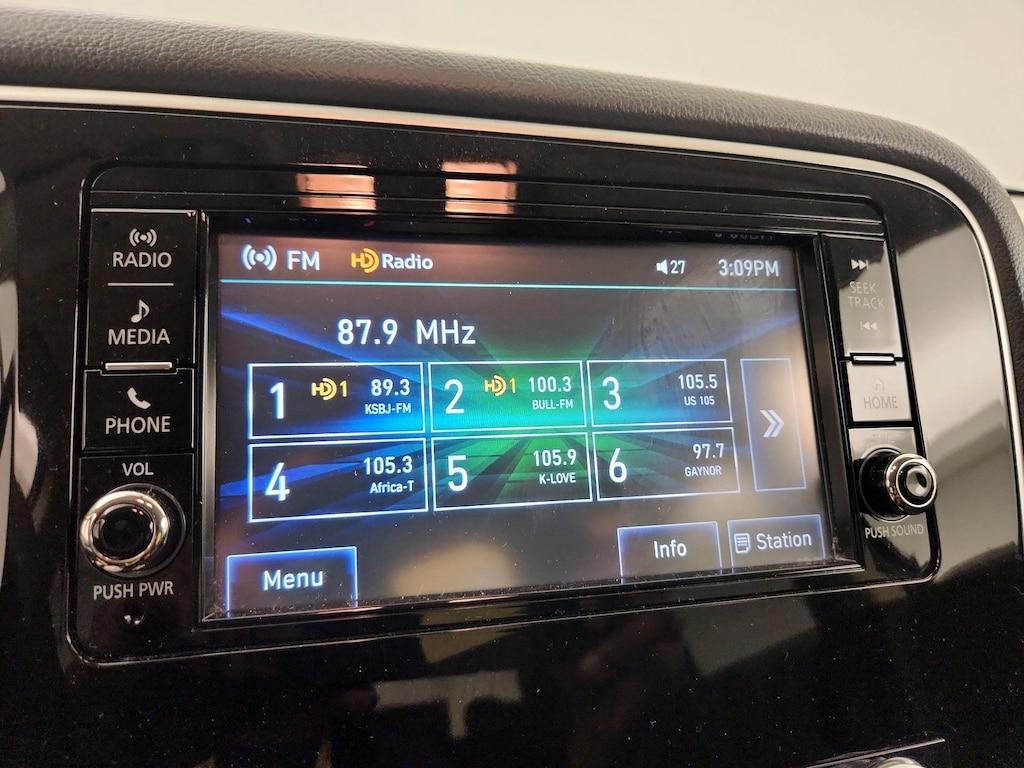 RADIO
MEDIA
PHONE
VOL
PUSH PWR
FM HD Radio 27 3:09PM
87.9 MHz
1 HD1 89.3
KSBJ-FM
2 HD1 100.3
BULL-FM
3 105.5
US 105
4 105.3
Africa-T
5 105.9
K-LOVE
6 97.7
GAYNOR
Menu
Info
Station
SEEK
TRACK
HOME
PUSH SOUND